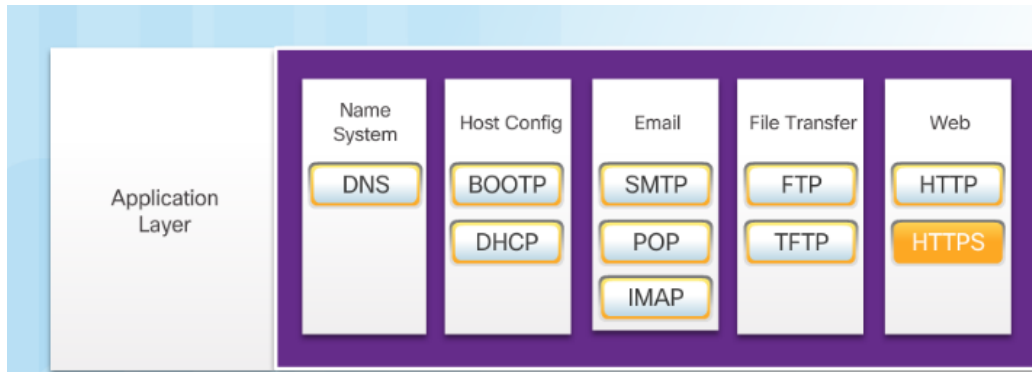 Application
Layer
Name
System
DNS
Host Config
BOOTP
DHCP
Email
SMTP
POP
IMAP
File Transfer
FTP
TFTP
Web
HTTP
HTTPS